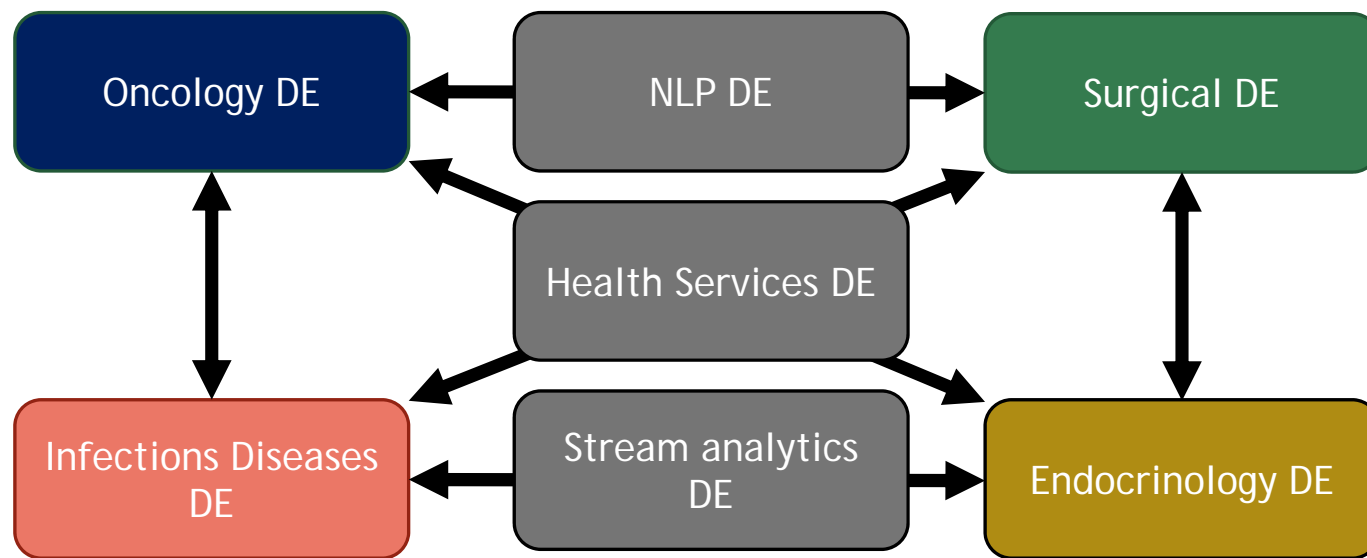 Oncology DE
NLP DE
Surgical DE
Health Services DE
Infections Diseases
DE
Stream analytics
DE
Endocrinology DE